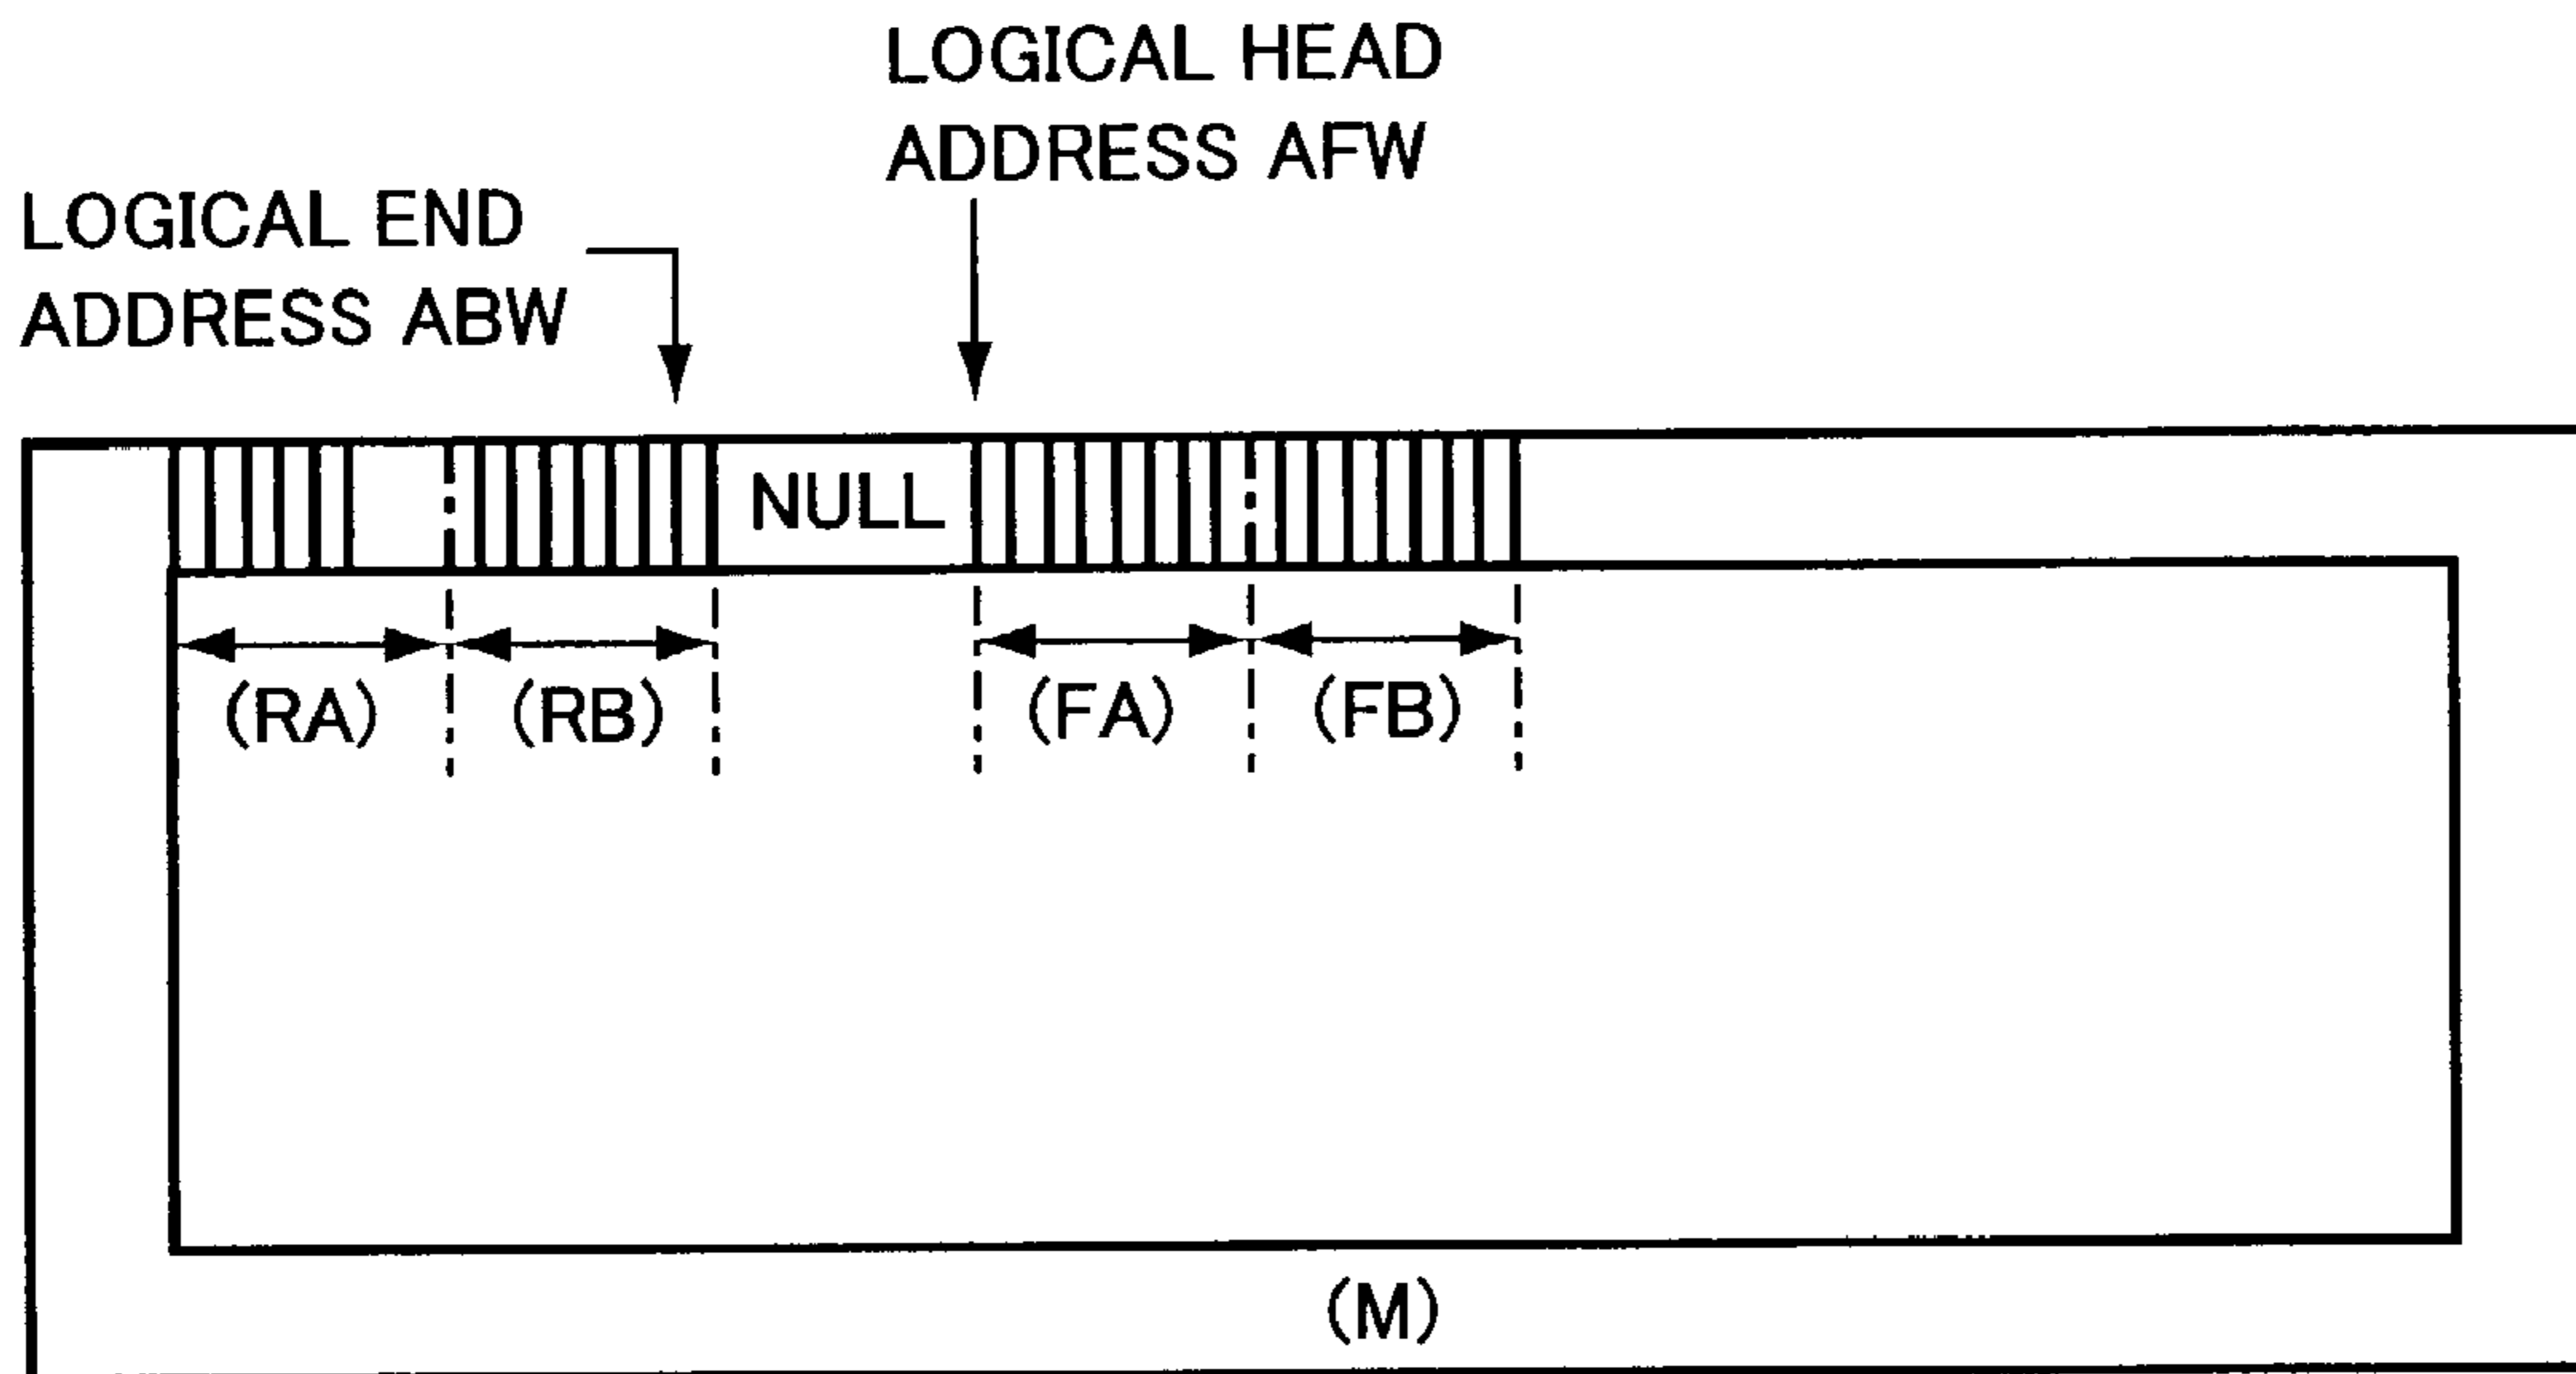 LOGICAL HEAD
ADDRESS AFW
LOGICAL END
ADDRESS ABW
NULL
(RA) (RB) (FA) (FB)
(M)